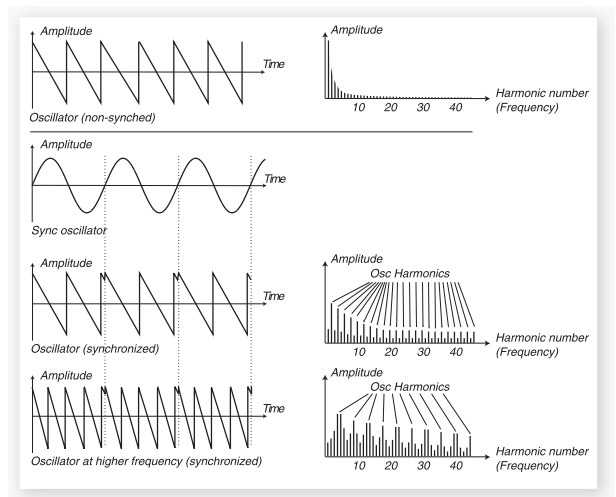 Amplitude
Time
Oscillator (non-synched)
Amplitude
10 20 30 40
Harmonic number
(Frequency)
Amplitude
Time
Sync oscillator
Amplitude
Time
Oscillator (synchronized)
Amplitude
Osc Harmonics
10 20 30 40
Harmonic number
(Frequency)
Amplitude
Time
Oscillator at higher frequency (synchronized)
Amplitude
Osc Harmonics
10 20 30 40
Harmonic number
(Frequency)